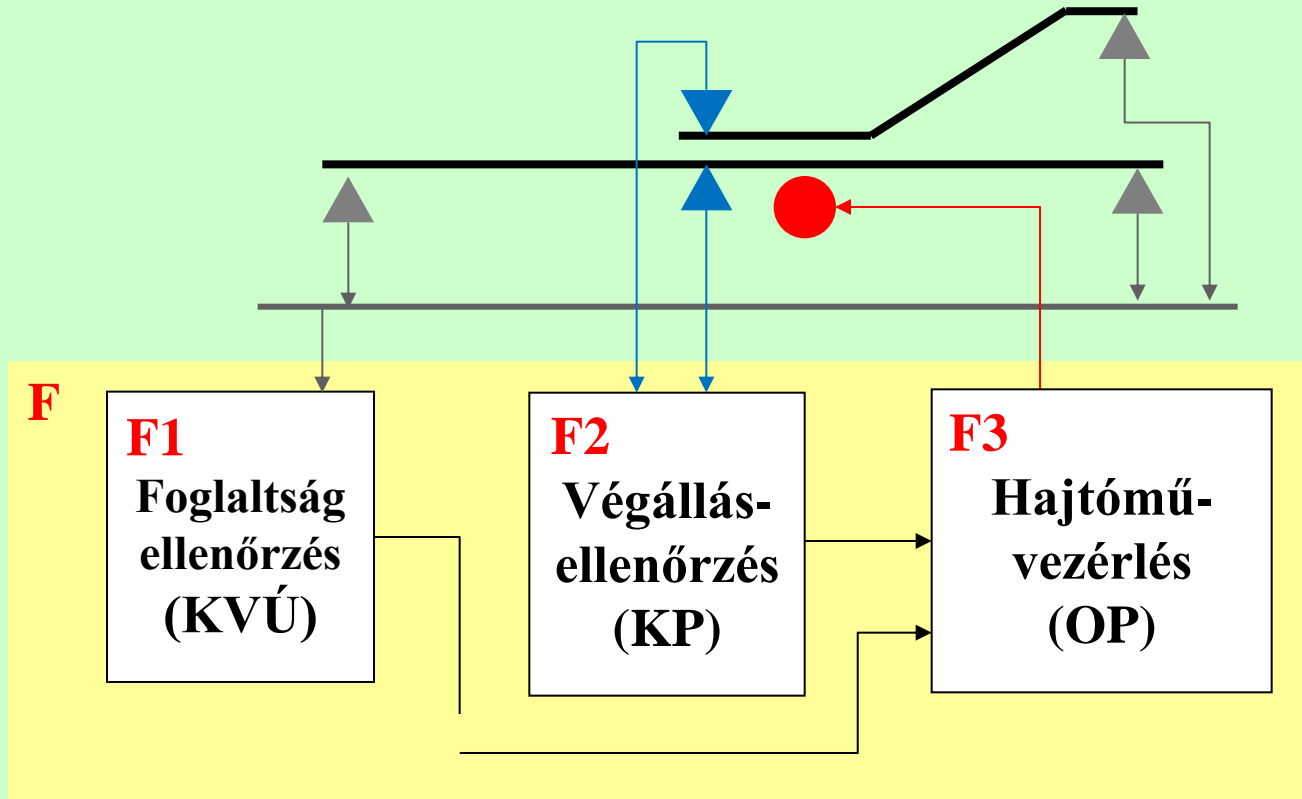 F
F1
Foglaltság
ellenőrzés
(KVÚ)
F2
Végállás-
ellenőrzés
(KP)
F3
Hajtómű-
vezérlés
(OP)